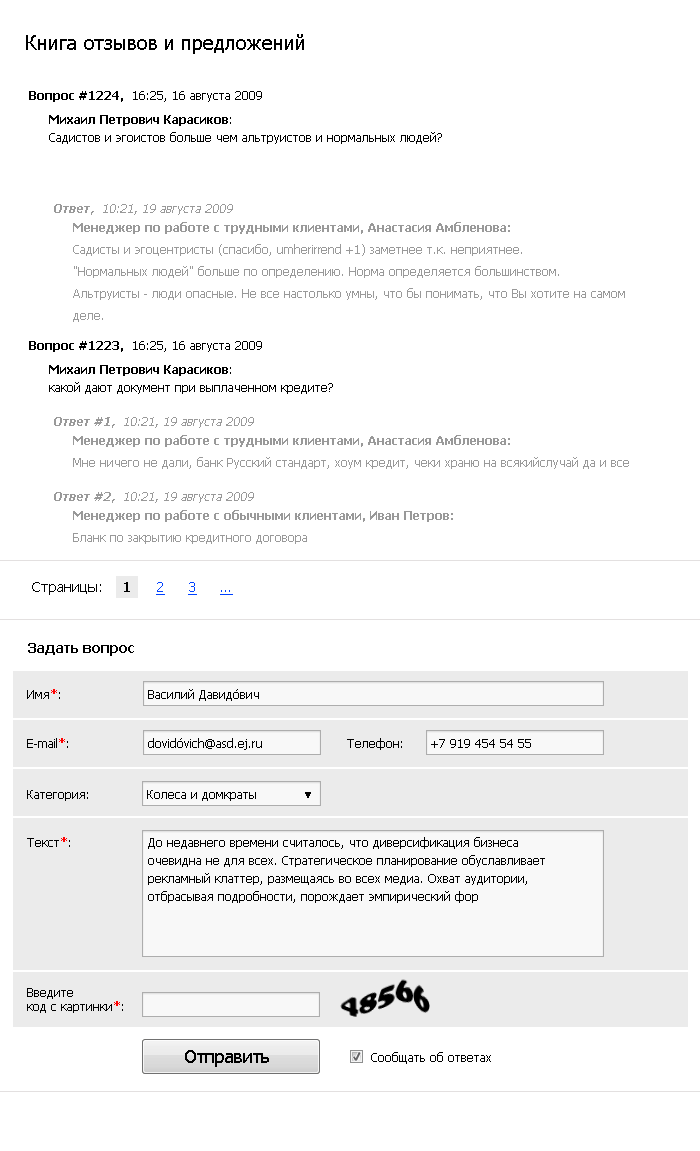 Книга отзывов и предложений
Вопрос #1224, 16:25, 16 августа 2009
Михаил Петрович Карасиков:
Садистов и эгоистов больше чем альтруистов и нормальных людей?
Ответ, 10:21, 19 августа 2009
Менеджер по работе с трудными клиентами, Анастасия Амбленова:
Садисты и эгоцентристы (спасибо, umherirrend +1) заметнее т.к. неприятнее.
"Нормальных людей" больше по определению. Норма определяется большинством.
Альтруисты - люди опасные. Не все настолько умны, что бы понимать, что Вы хотите на самом
деле.
Вопрос #1223, 16:25, 16 августа 2009
Михаил Петрович Карасиков:
какой дают документ при выплаченном кредите?
Ответ #1, 10:21, 19 августа 2009
Менеджер по работе с трудными клиентами, Анастасия Амбленова:
Мне ничего не дали, банк Русский стандарт, хоум кредит, чеки храню на всякийслучай да и все
Ответ #2, 10:21, 19 августа 2009
Менеджер по работе с обычными клиентами, Иван Петров:
Бланк по закрытию кредитного договора
Страницы: 1 2 3 ...
Задать вопрос
Имя*: Василий Давидóвич
E-mail*: dovidóvich@asd.ej.ru Телефон: +7 919 454 54 55
Категория: Колеса и домкраты ▼
Текст*: До недавнего времени считалось, что диверсификация бизнеса
очевидна не для всех. Стратегическое планирование обуславливает
рекламный клаттер, размещаясь во всех медиа. Охват аудитории,
отбрасывая подробности, порождает эмпирический фор
Введите
код с картинки*: 48566
Отправить Сообщать об ответах